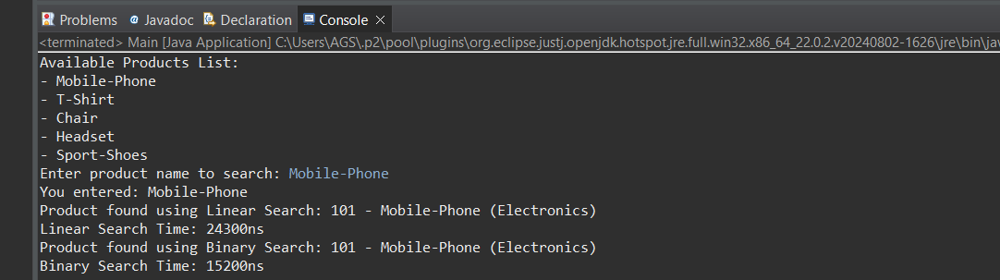 Problems @ Javadoc Declaration Console
<terminated> Main [Java Application] C:\Users\AGS\.p2\pool\plugins\org.eclipse.justj.openjdk.hotspot.jre.full.win32.x86_64_22.0.2.v20240802-1626\jre\bin\jav
Available Products List:
- Mobile-Phone
- T-Shirt
- Chair
- Headset
- Sport-Shoes
Enter product name to search: Mobile-Phone
You entered: Mobile-Phone
Product found using Linear Search: 101 - Mobile-Phone (Electronics)
Linear Search Time: 24300ns
Product found using Binary Search: 101 - Mobile-Phone (Electronics)
Binary Search Time: 15200ns